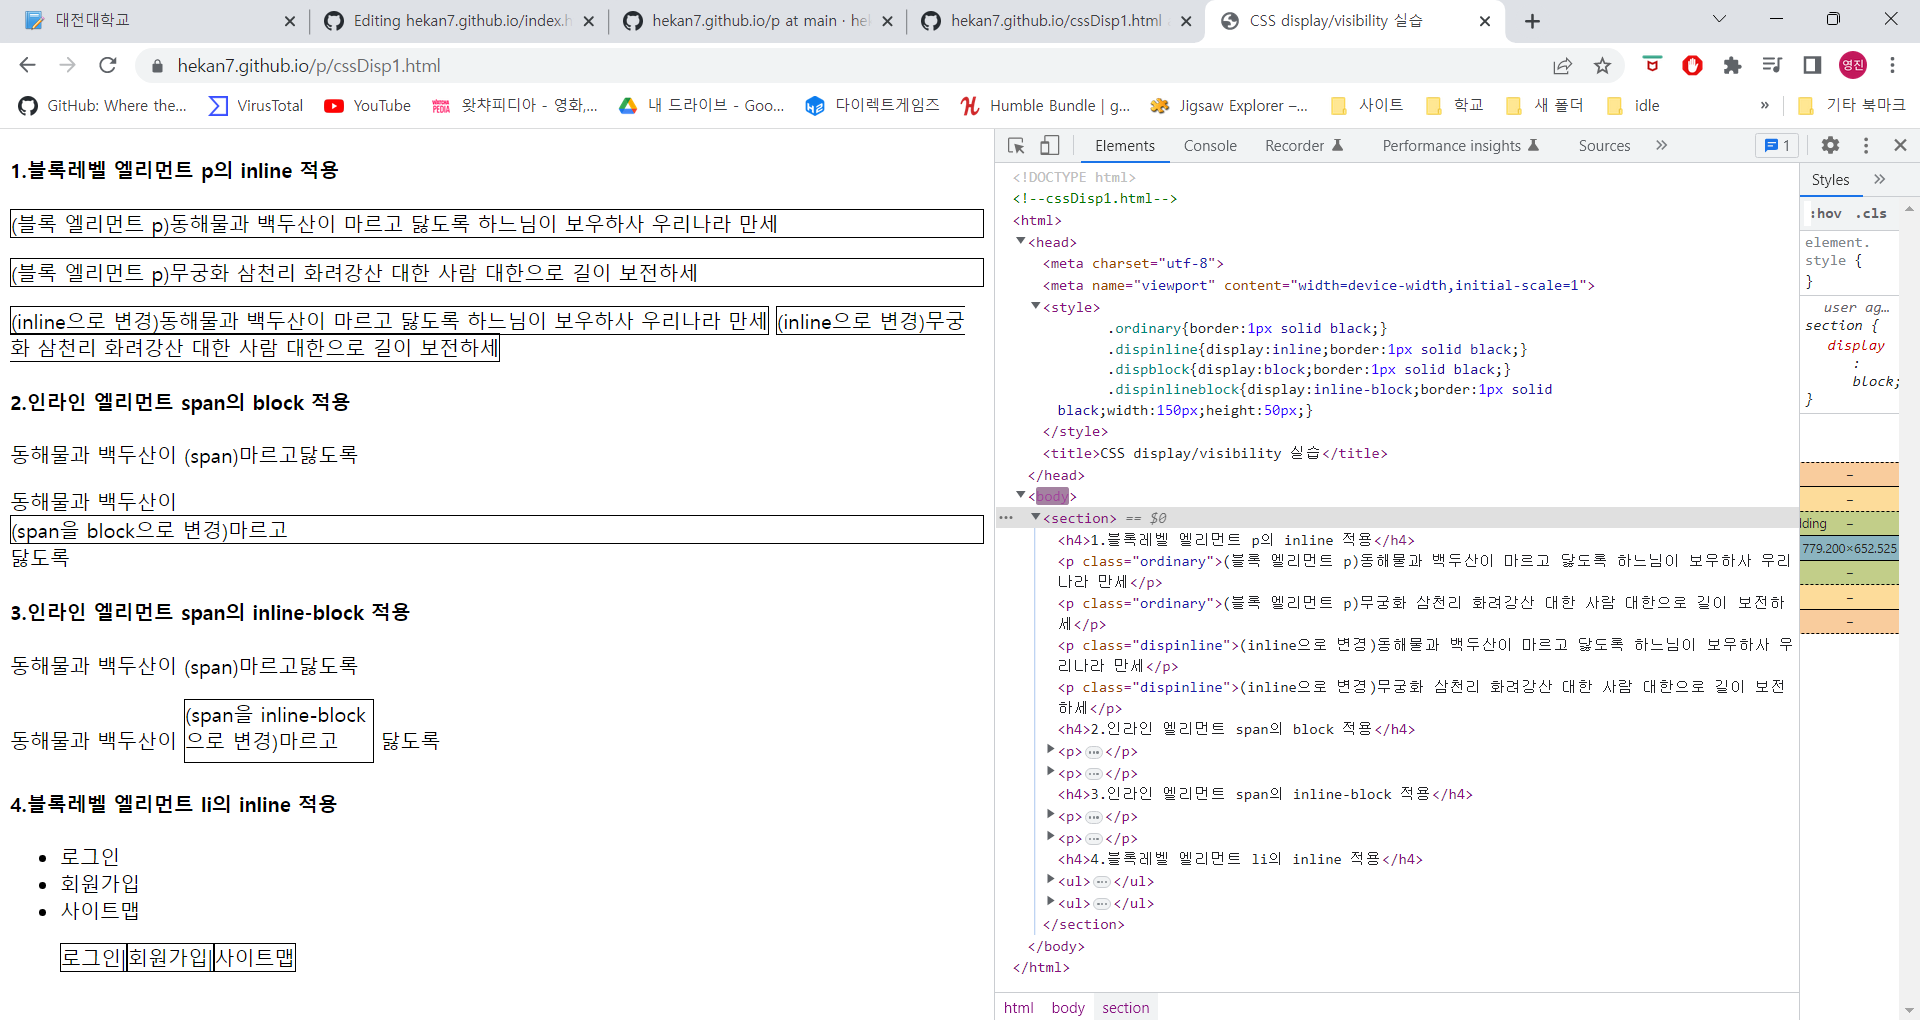 대전대학교
Editing hekan7.github.io/index.h
hekan7.github.io/p at main · hek
hekan7.github.io/cssDisp1.html
CSS display/visibility 실습
hekan7.github.io/p/cssDisp1.html
영진
GitHub: Where the...
VirusTotal
YouTube
WATCHA PEDIA
왓챠피디아 - 영화,...
내 드라이브 - Goo...
다이렉트게임즈
Humble Bundle | g...
Jigsaw Explorer –...
사이트
학교
새 폴더
idle
»
기타 북마크
1.블록레벨 엘리먼트 p의 inline 적용
(블록 엘리먼트 p)동해물과 백두산이 마르고 닳도록 하느님이 보우하사 우리나라 만세
(블록 엘리먼트 p)무궁화 삼천리 화려강산 대한 사람 대한으로 길이 보전하세
(inline으로 변경)동해물과 백두산이 마르고 닳도록 하느님이 보우하사 우리나라 만세 (inline으로 변경)무궁
화 삼천리 화려강산 대한 사람 대한으로 길이 보전하세
2.인라인 엘리먼트 span의 block 적용
동해물과 백두산이 (span)마르고닳도록
동해물과 백두산이
(span을 block으로 변경)마르고
닳도록
3.인라인 엘리먼트 span의 inline-block 적용
동해물과 백두산이 (span)마르고닳도록
(span을 inline-block
동해물과 백두산이 으로 변경)마르고 닳도록
4.블록레벨 엘리먼트 li의 inline 적용
• 로그인
• 회원가입
• 사이트맵
로그인|회원가입|사이트맵
Elements
Console
Recorder
Performance insights
Sources
»
1
<!DOCTYPE html>
<!--cssDisp1.html-->
<html>
<head>
<meta charset="utf-8">
<meta name="viewport" content="width=device-width,initial-scale=1">
<style>
.ordinary{border:1px solid black;}
.dispinline{display:inline;border:1px solid black;}
.dispblock{display:block;border:1px solid black;}
.dispinlineblock{display:inline-block;border:1px solid
black;width:150px;height:50px;}
</style>
<title>CSS display/visibility 실습</title>
</head>
<body>
<section> == $0
<h4>1.블록레벨 엘리먼트 p의 inline 적용</h4>
<p class="ordinary">(블록 엘리먼트 p)동해물과 백두산이 마르고 닳도록 하느님이 보우하사 우리
나라 만세</p>
<p class="ordinary">(블록 엘리먼트 p)무궁화 삼천리 화려강산 대한 사람 대한으로 길이 보전하
세</p>
<p class="dispinline">(inline으로 변경)동해물과 백두산이 마르고 닳도록 하느님이 보우하사 우
리나라 만세</p>
<p class="dispinline">(inline으로 변경)무궁화 삼천리 화려강산 대한 사람 대한으로 길이 보전
하세</p>
<h4>2.인라인 엘리먼트 span의 block 적용</h4>
<p>…</p>
<p>…</p>
<h4>3.인라인 엘리먼트 span의 inline-block 적용</h4>
<p>…</p>
<p>…</p>
<h4>4.블록레벨 엘리먼트 li의 inline 적용</h4>
<ul>…</ul>
<ul>…</ul>
</section>
</body>
</html>
html body section
Styles
»
:hov .cls
element.
style {
}
user ag…
section {
display
:
block;
}
–
–
lding –
779.200×652.525
–
–
–